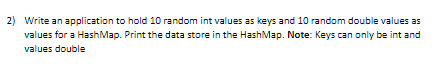 2) Write an application to hold 10 random int values as keys and 10 random double values as
values for a HashMap. Print the data store in the HashMap. Note: Keys can only be int and
values double